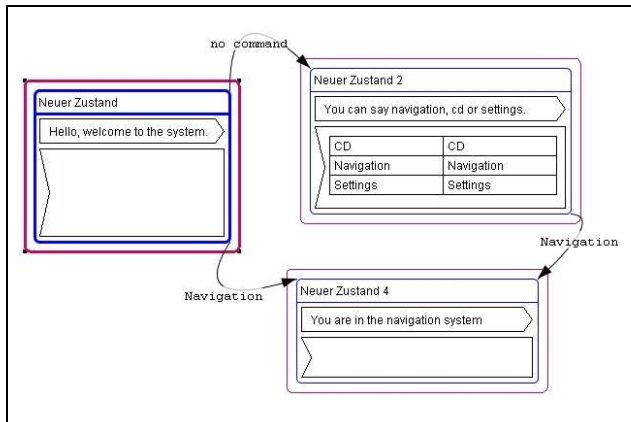 no command
Neuer Zustand
Hello, welcome to the system.
Neuer Zustand 2
You can say navigation, cd or settings.
CD CD
Navigation Navigation
Settings Settings
Navigation
Navigation
Neuer Zustand 4
You are in the navigation system